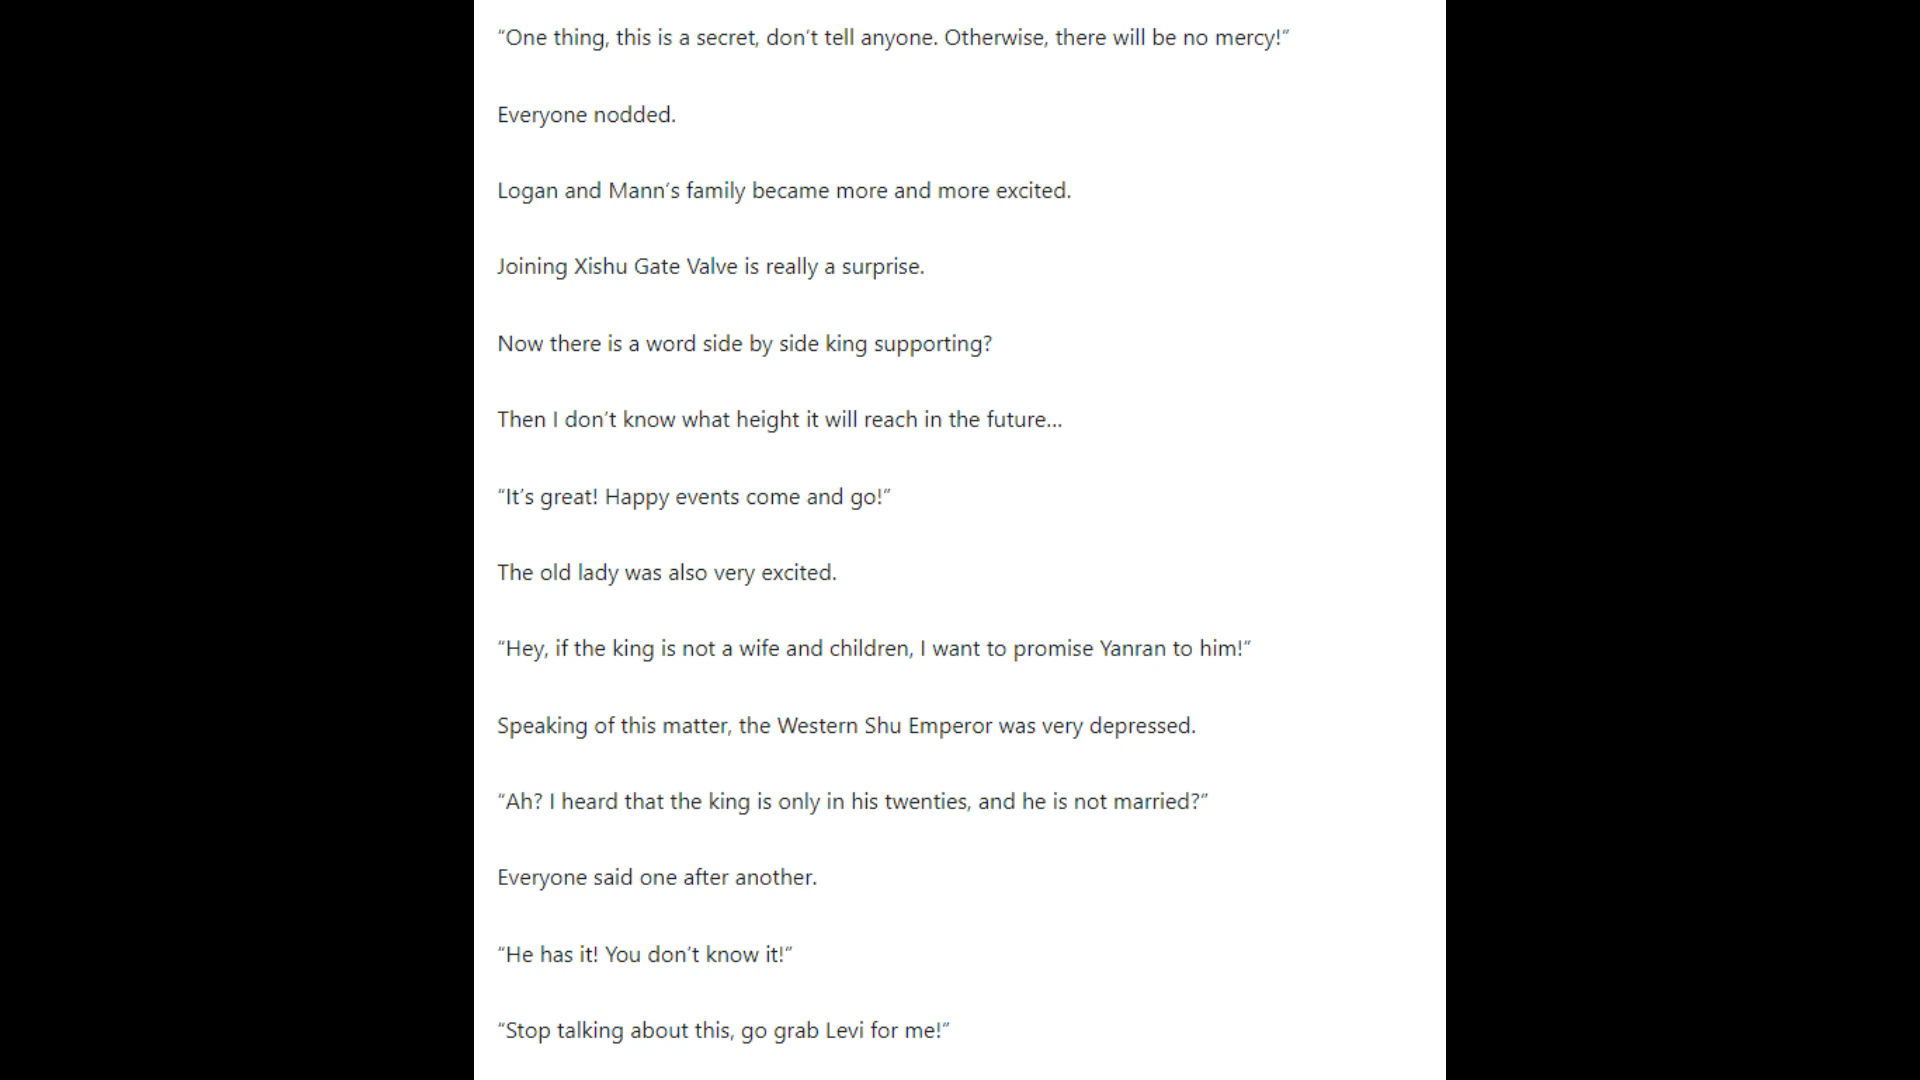 “One thing, this is a secret, don’t tell anyone. Otherwise, there will be no mercy!”
Everyone nodded.
Logan and Mann’s family became more and more excited.
Joining Xishu Gate Valve is really a surprise.
Now there is a word side by side king supporting?
Then I don’t know what height it will reach in the future…
“It’s great! Happy events come and go!”
The old lady was also very excited.
“Hey, if the king is not a wife and children, I want to promise Yanran to him!”
Speaking of this matter, the Western Shu Emperor was very depressed.
“Ah? I heard that the king is only in his twenties, and he is not married?”
Everyone said one after another.
“He has it! You don’t know it!”
“Stop talking about this, go grab Levi for me!”